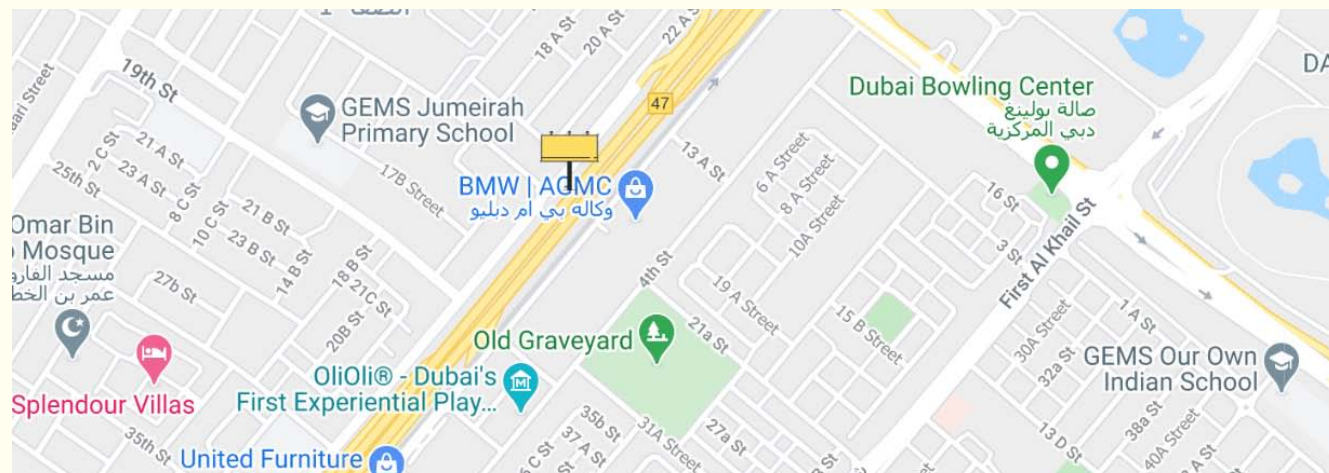 18 A St
20 A St
22 A St
47
19th St
GEMS Jumeirah
Primary School
Dubai Bowling Center
صالة بولينغ
دبي المركزية
21 A St
2 C St
25th St
23 A St
8 C St
10 C St
21 B St
23 B St
14 B St
18 B St
21C St
20B St
17B Street
13 A St
BMW | AGMC
وكاله بي ام دبليو
6 A Street
8 A Street
10A Street
16 St
3 St
First Al Khail St
Omar Bin
Mosque
مسجد الفارو
عمر بن الخط
27b St
4th St
19 A Street
21a St
15 B Street
Old Graveyard
1 A St
30A Street
32a St
GEMS Our Own
Indian School
OliOli® - Dubai's
First Experiential Play...
Splendour Villas
35th St
United Furniture
35b St
37 A St
31A Street
27a St
13 D St
38a St
40A Street